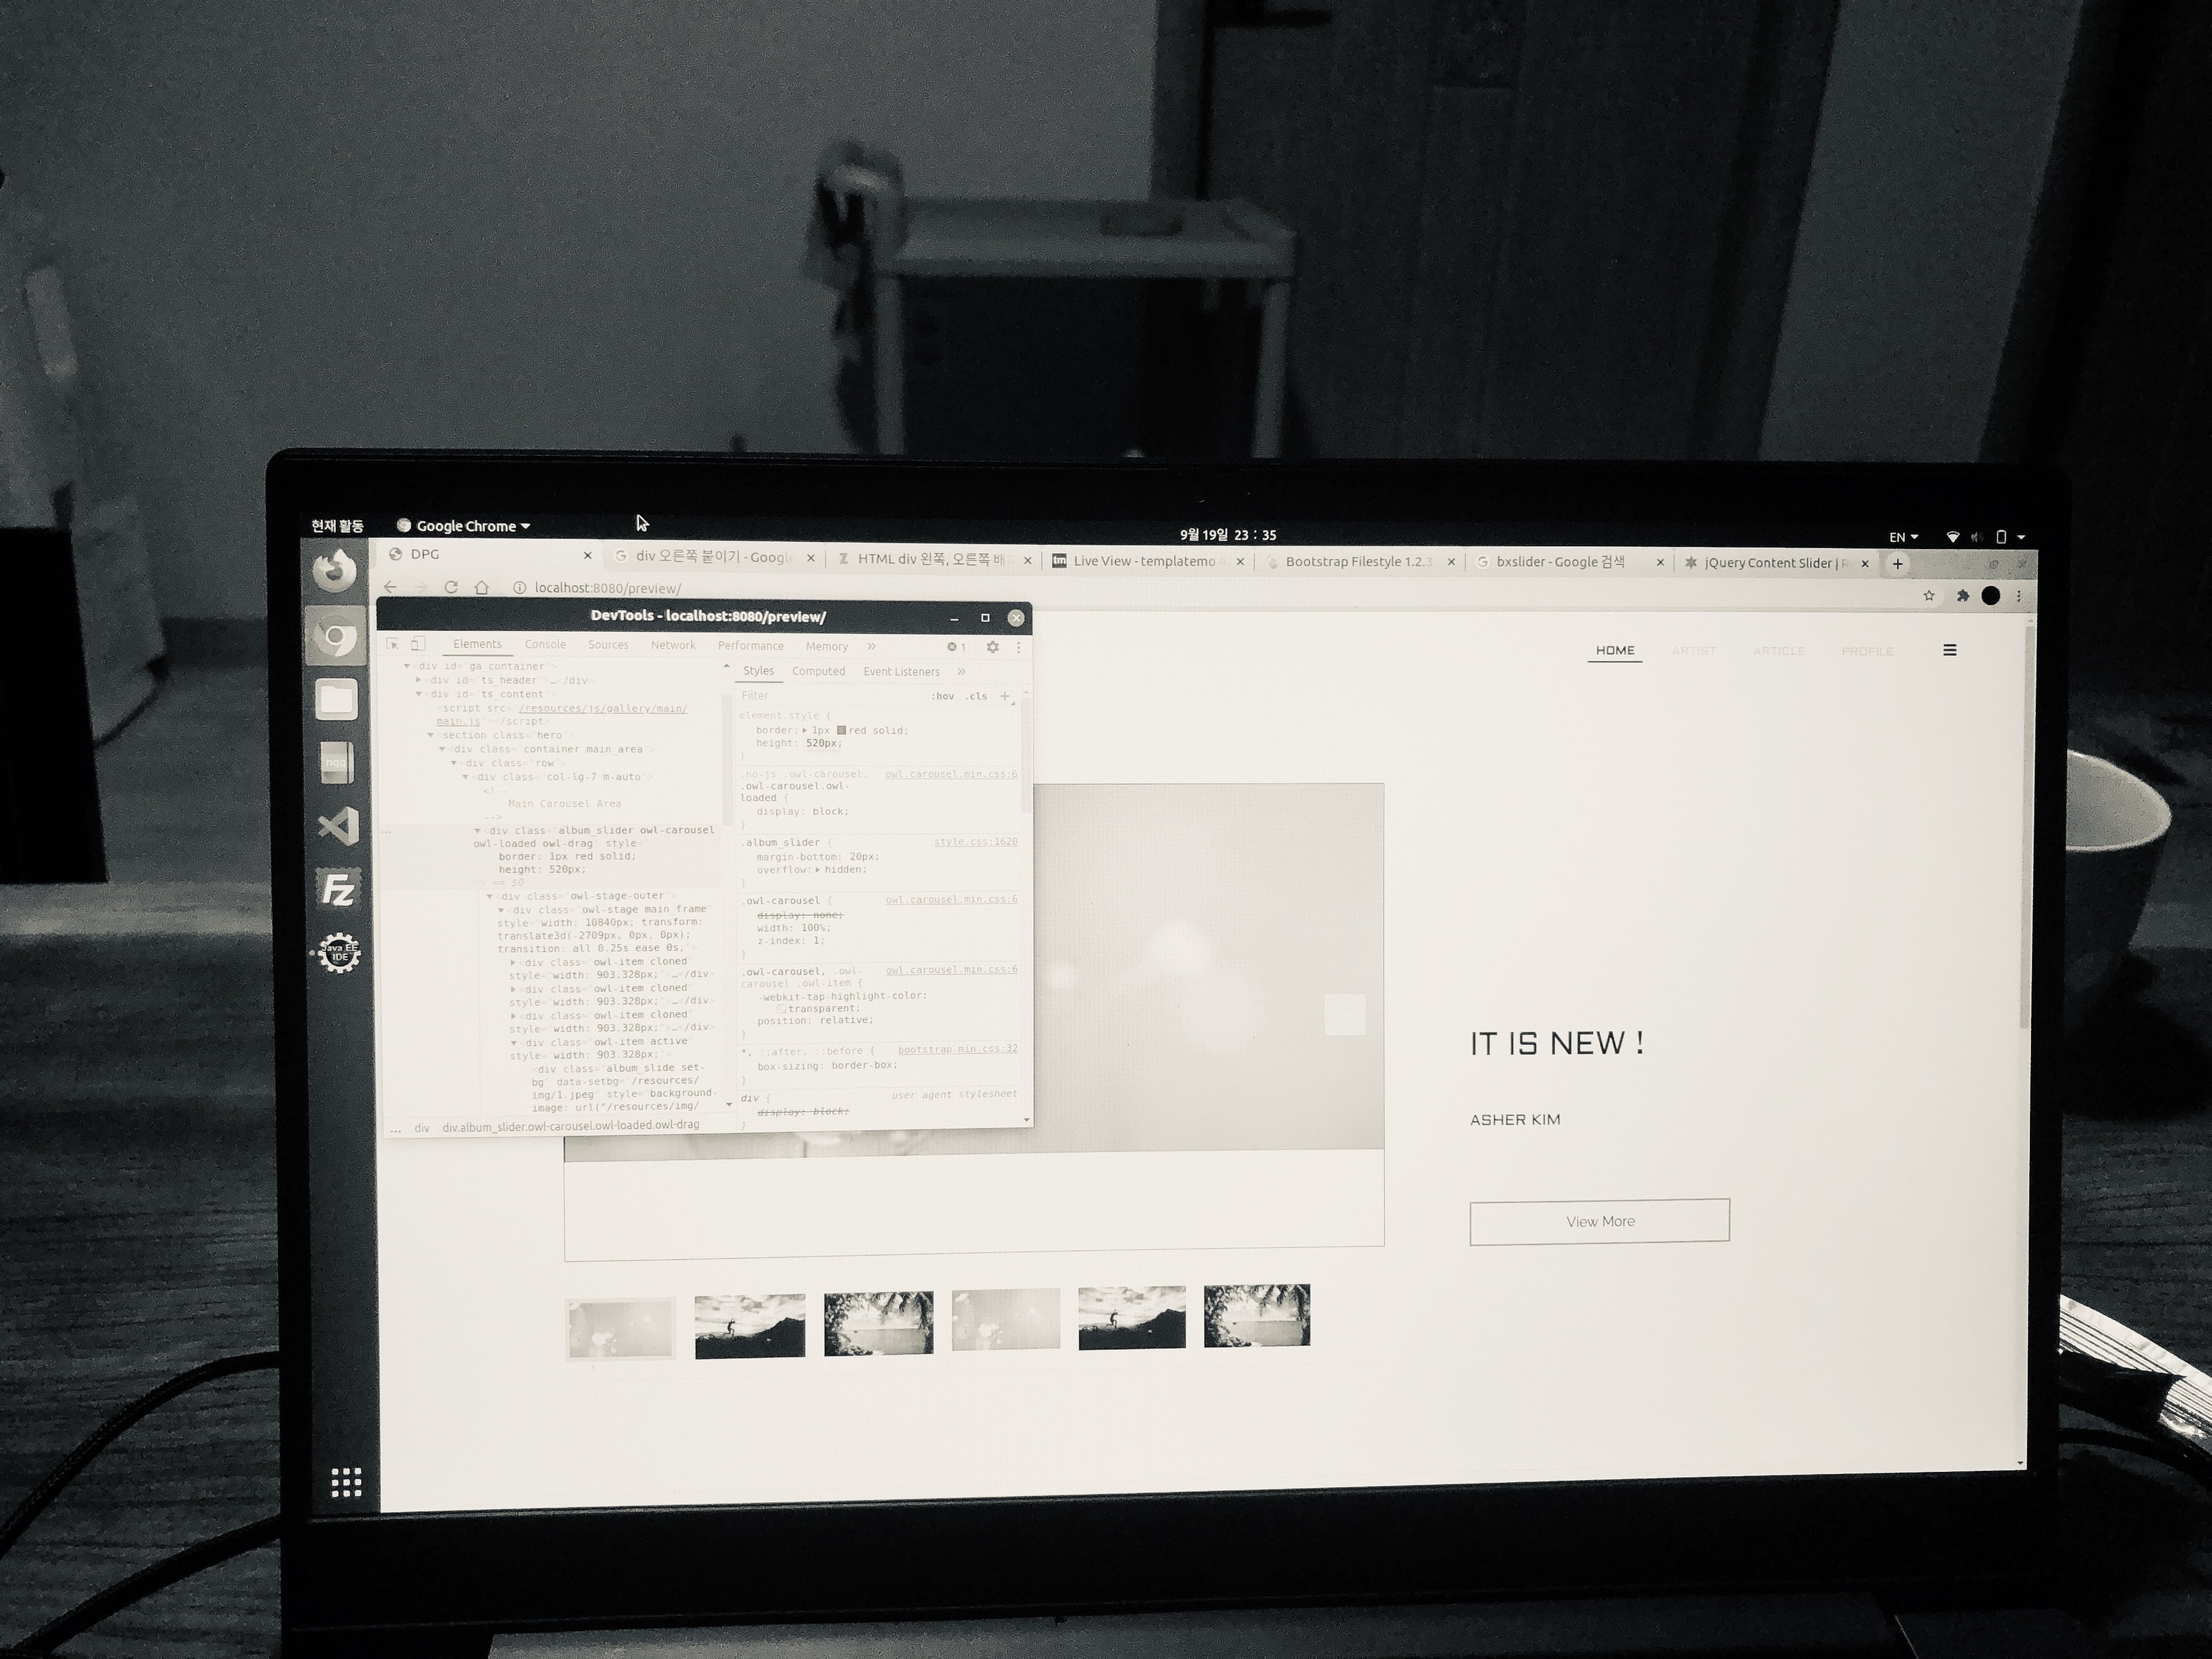 현재 활동 Google Chrome 9월 19일 23 : 35 EN
DPG div 오른쪽 붙이기 - Google HTML div 왼쪽, 오른쪽 배 Live View - templatemo Bootstrap Filestyle 1.2.3 bxslider - Google 검색 jQuery Content Slider |
localhost:8080/preview/
DevTools - localhost:8080/preview/
Elements Console Sources Network Performance Memory » 1
<div id="ga_container">
<div id="ts_header">…</div>
<div id="ts_content">
<script src="/resources/js/gallery/main/
main.js"></script>
<section class="hero">
<div class="container main_area">
<div class="row">
<div class="col-lg-7 m-auto">
<!--
Main Carousel Area
-->
<div class="album_slider owl-carousel
owl-loaded owl-drag" style="
border: 1px red solid;
height: 520px;
"> == $0
<div class="owl-stage-outer">
<div class="owl-stage main_frame"
style="width: 10840px; transform:
translate3d(-2709px, 0px, 0px);
transition: all 0.25s ease 0s;">
<div class="owl-item cloned"
style="width: 903.328px;">…</div>
<div class="owl-item cloned"
style="width: 903.328px;">…</div>
<div class="owl-item cloned"
style="width: 903.328px;">…</div>
<div class="owl-item active"
style="width: 903.328px;">
<div class="album_slide set-
bg" data-setbg="/resources/
img/1.jpeg" style="background-
image: url("/resources/img/
... div div.album_slider.owl-carousel.owl-loaded.owl-drag
Styles Computed Event Listeners »
Filter :hov .cls +
element.style {
border: 1px red solid;
height: 520px;
}
.no-js .owl-carousel, owl.carousel.min.css:6
.owl-carousel.owl-
loaded {
display: block;
}
.album_slider { style.css:1620
margin-bottom: 20px;
overflow: hidden;
}
.owl-carousel { owl.carousel.min.css:6
display: none;
width: 100%;
z-index: 1;
}
.owl-carousel, .owl- owl.carousel.min.css:6
carousel .owl-item {
-webkit-tap-highlight-color:
transparent;
position: relative;
}
*, ::after, ::before { bootstrap.min.css:32
box-sizing: border-box;
}
div { user agent stylesheet
display: block;
}
HOME ARTIST ARTICLE PROFILE
IT IS NEW !
ASHER KIM
View More
nqq
FZ
Java EE
IDE